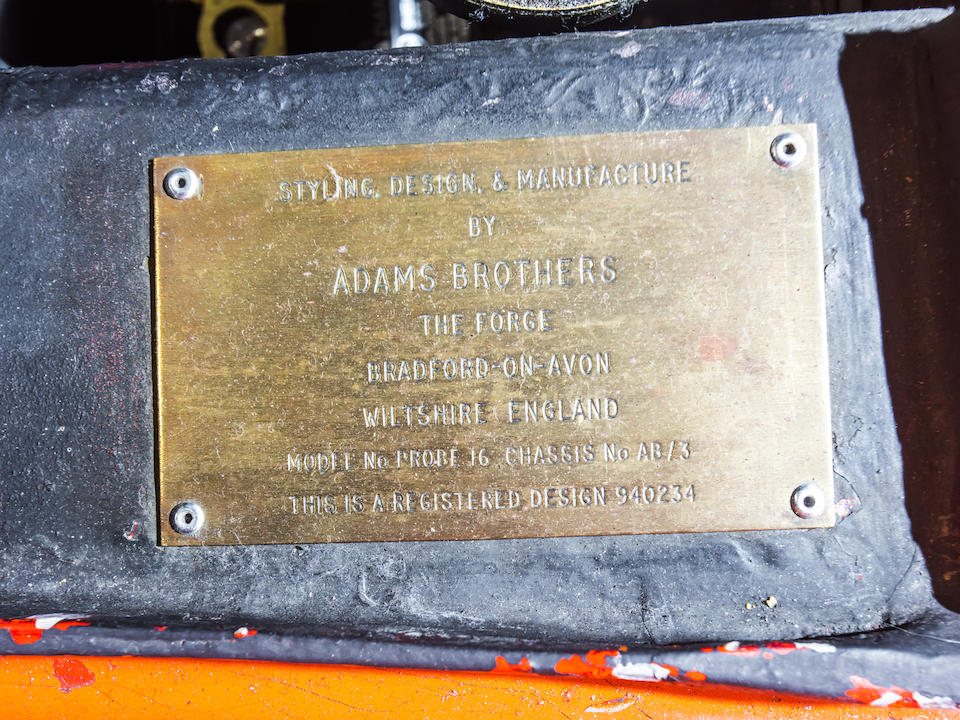 STYLING, DESIGN, & MANUFACTURE
BY
ADAMS BROTHERS
THE FORGE
BRADFORD-ON-AVON
WILTSHIRE ENGLAND
MODEL No PROBE 16 CHASSIS No AB/3
THIS IS A REGISTERED DESIGN 940234